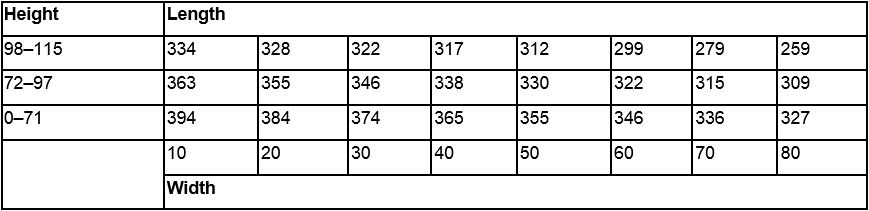 Height Length
98–115 334 328 322 317 312 299 279 259
72–97 363 355 346 338 330 322 315 309
0–71 394 384 374 365 355 346 336 327
10 20 30 40 50 60 70 80
Width